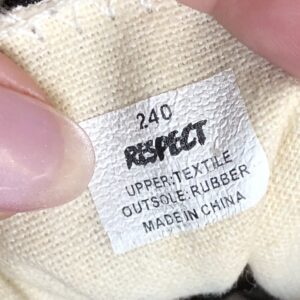 240
RESPECT
UPPER:TEXTILE
OUTSOLE:RUBBER
MADE IN CHINA